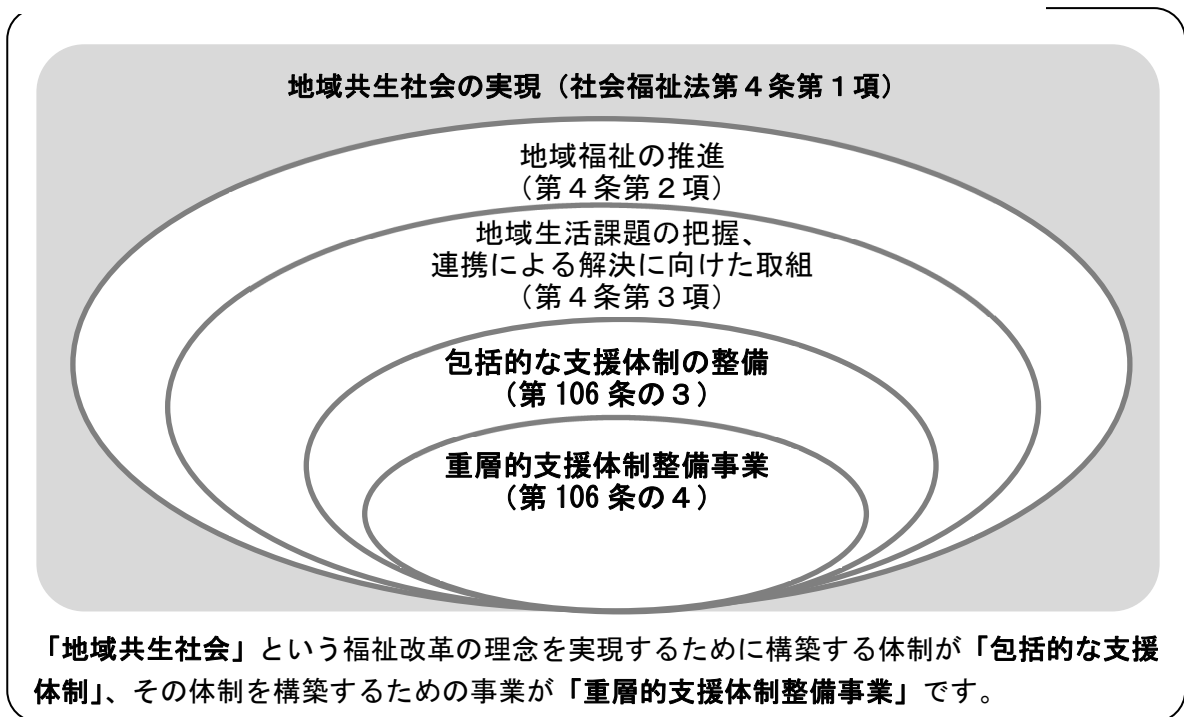 地域共生社会の実現（社会福祉法第４条第１項）
地域福祉の推進
（第４条第２項）
地域生活課題の把握、
連携による解決に向けた取組
（第４条第３項）
包括的な支援体制の整備
（第 106 条の３）
重層的支援体制整備事業
（第 106 条の４）
「地域共生社会」という福祉改革の理念を実現するために構築する体制が「包括的な支援
体制」、その体制を構築するための事業が「重層的支援体制整備事業」です。